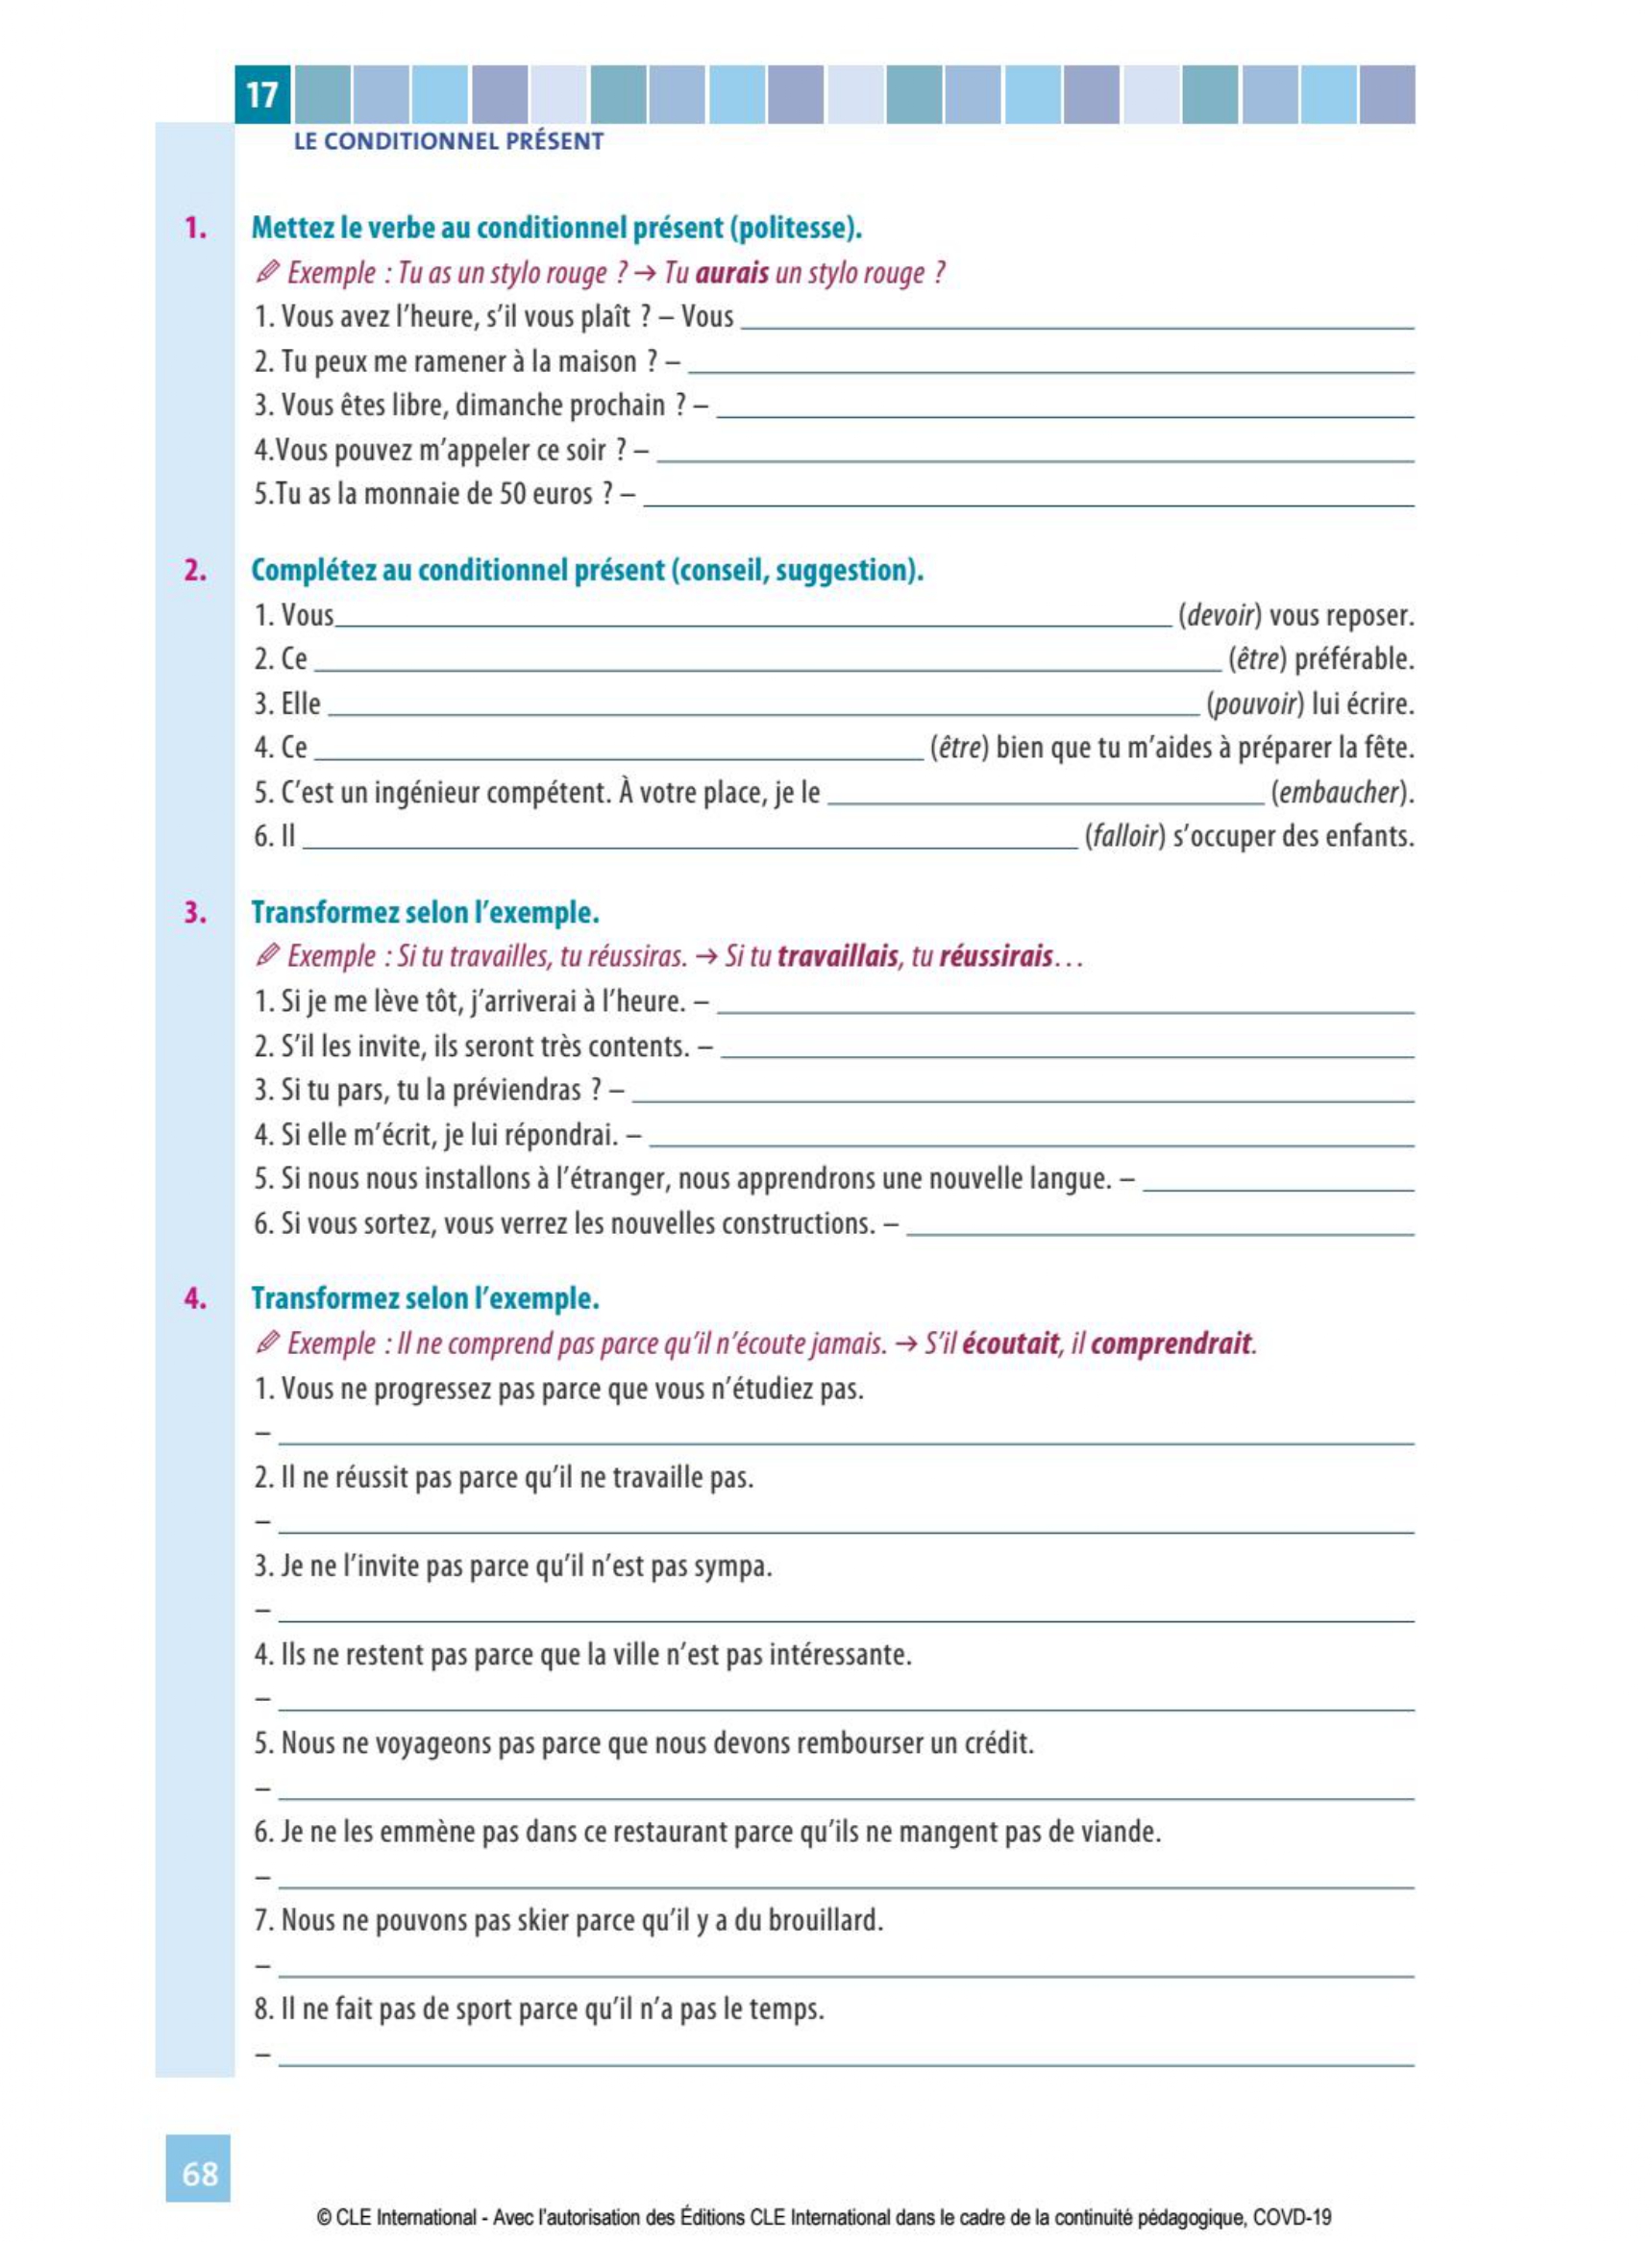 17
LE CONDITIONNEL PRÉSENT
1. Mettez le verbe au conditionnel présent (politesse).
Exemple : Tu as un stylo rouge ? → Tu aurais un stylo rouge ?
1. Vous avez l'heure, s'il vous plaît ? – Vous
2. Tu peux me ramener à la maison ? –
3. Vous êtes libre, dimanche prochain ? –
4.Vous pouvez m'appeler ce soir ? –
5.Tu as la monnaie de 50 euros ? –
2. Complétez au conditionnel présent (conseil, suggestion).
1. Vous (devoir) vous reposer.
2. Ce (être) préférable.
3. Elle (pouvoir) lui écrire.
4. Ce (être) bien que tu m'aides à préparer la fête.
5. C'est un ingénieur compétent. À votre place, je le (embaucher).
6. Il (falloir) s'occuper des enfants.
3. Transformez selon l'exemple.
Exemple : Si tu travailles, tu réussiras. → Si tu travaillais, tu réussirais...
1. Si je me lève tôt, j'arriverai à l'heure. –
2. S'il les invite, ils seront très contents. –
3. Si tu pars, tu la préviendras ? –
4. Si elle m'écrit, je lui répondrai. –
5. Si nous nous installons à l'étranger, nous apprendrons une nouvelle langue. –
6. Si vous sortez, vous verrez les nouvelles constructions. –
4. Transformez selon l'exemple.
Exemple : Il ne comprend pas parce qu'il n'écoute jamais. → S'il écoutait, il comprendrait.
1. Vous ne progressez pas parce que vous n'étudiez pas.
–
2. Il ne réussit pas parce qu'il ne travaille pas.
–
3. Je ne l'invite pas parce qu'il n'est pas sympa.
–
4. Ils ne restent pas parce que la ville n'est pas intéressante.
–
5. Nous ne voyageons pas parce que nous devons rembourser un crédit.
–
6. Je ne les emmène pas dans ce restaurant parce qu'ils ne mangent pas de viande.
–
7. Nous ne pouvons pas skier parce qu'il y a du brouillard.
–
8. Il ne fait pas de sport parce qu'il n'a pas le temps.
–
68
© CLE International - Avec l'autorisation des Éditions CLE International dans le cadre de la continuité pédagogique, COVD-19